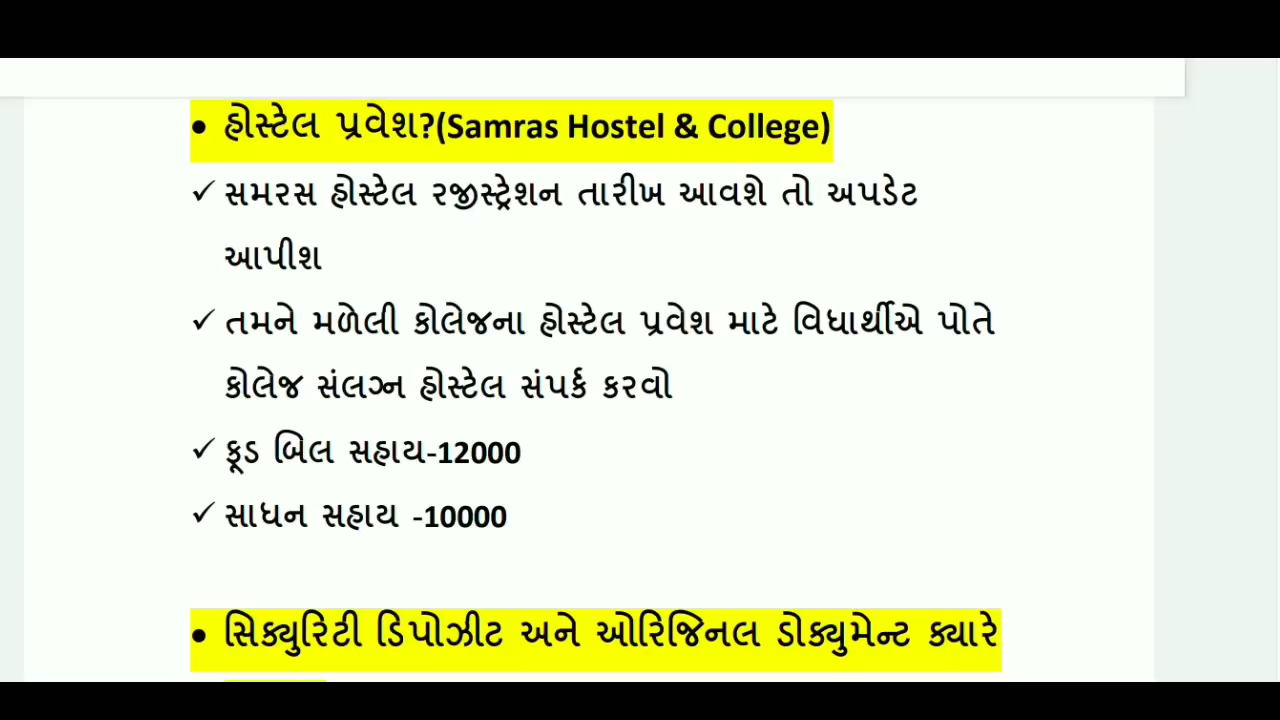 • હોસ્ટેલ પ્રવેશ?(Samras Hostel & College)
✓ સમરસ હોસ્ટેલ રજીસ્ટ્રેશન તારીખ આવશે તો અપડેટ
આપીશ
✓ તમને મળેલી કોલેજના હોસ્ટેલ પ્રવેશ માટે વિધાર્થીએ પોતે
કોલેજ સંલગ્ન હોસ્ટેલ સંપર્ક કરવો
✓ ફૂડ બિલ સહાય-12000
✓ સાધન સહાય -10000
• સિક્યુરિટી ડિપોઝીટ અને ઓરિજિનલ ડોક્યુમેન્ટ ક્યારે